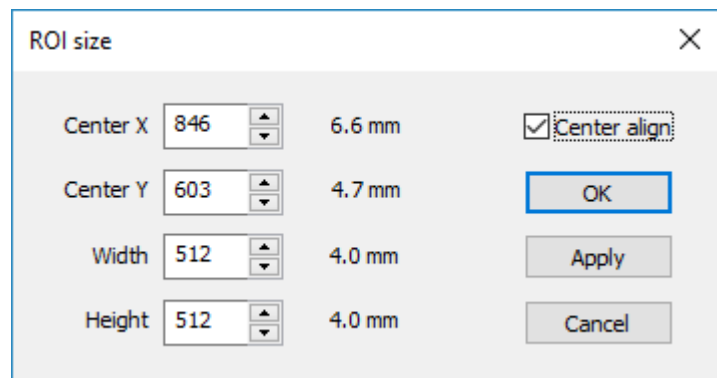 ROI size
Center X 846 6.6 mm Center align
Center Y 603 4.7 mm OK
Width 512 4.0 mm Apply
Height 512 4.0 mm Cancel